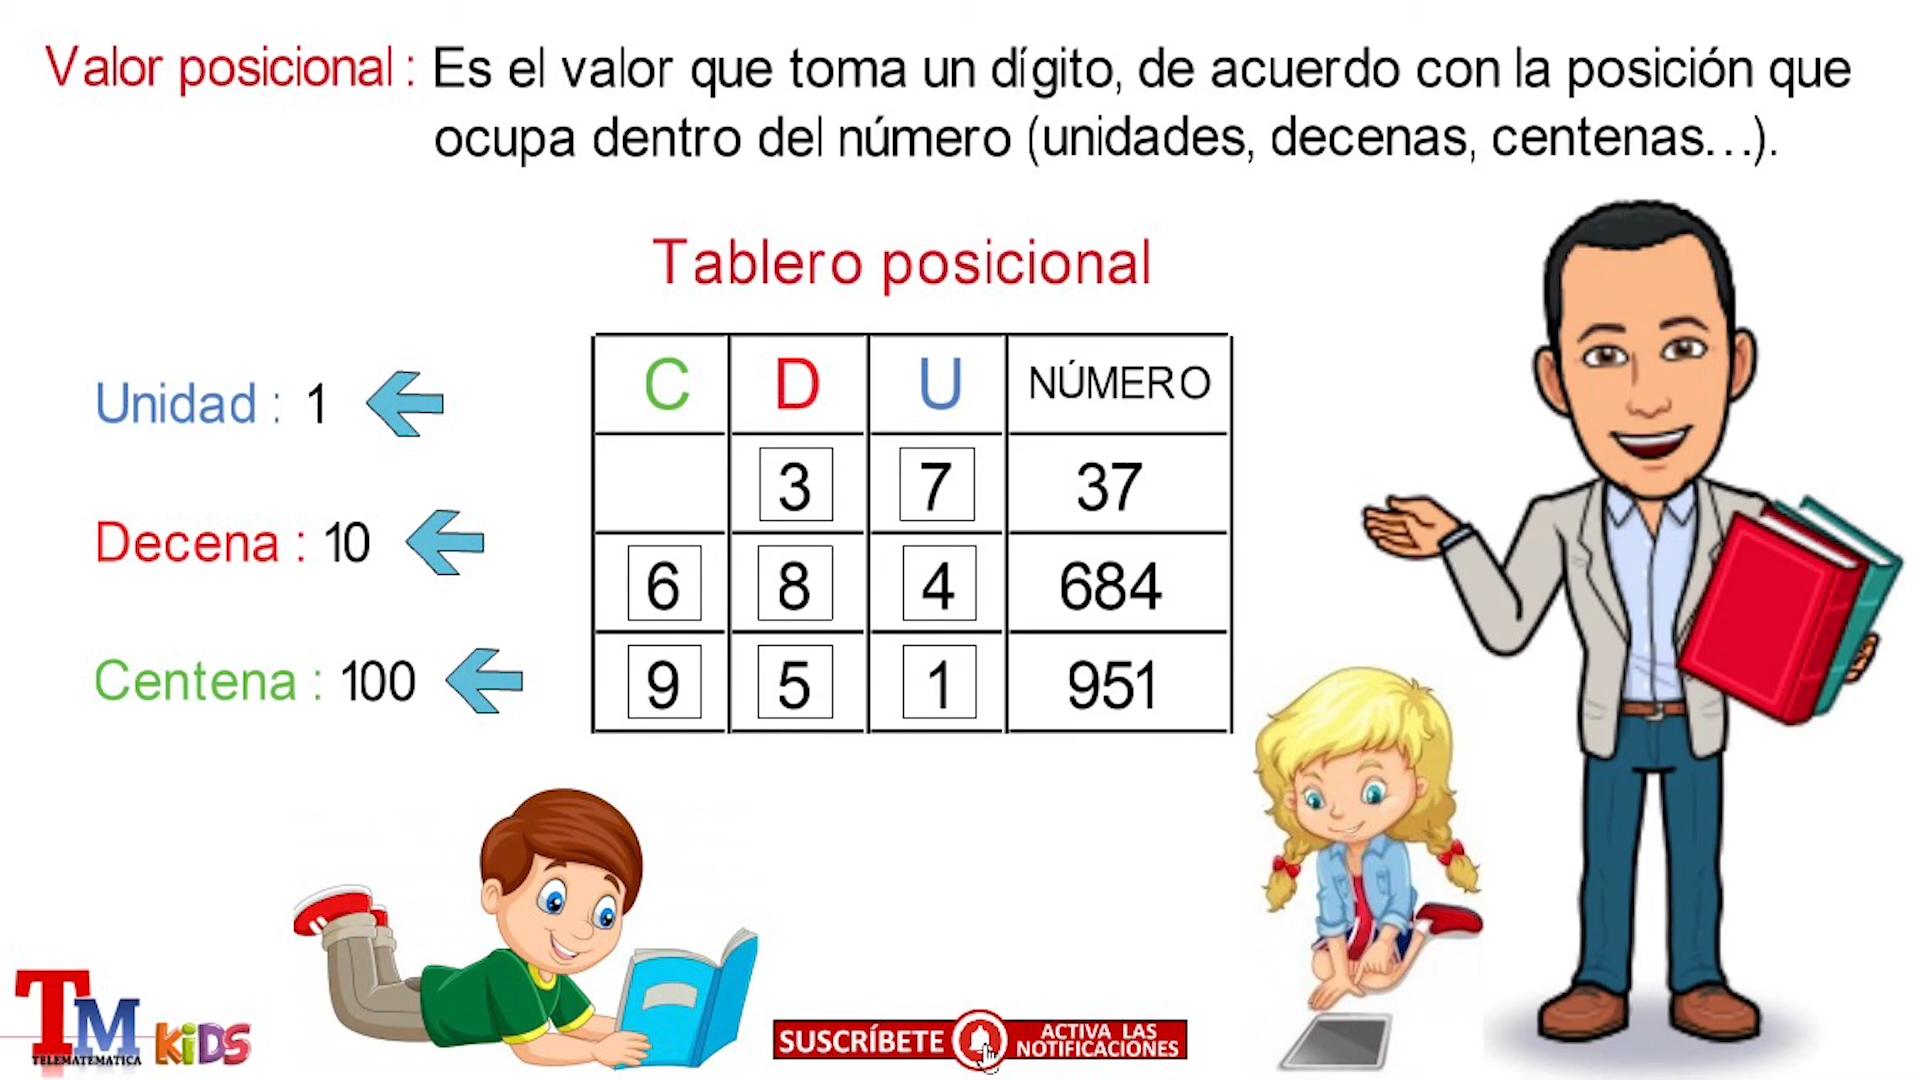 Valor posicional : Es el valor que toma un dígito, de acuerdo con la posición que
ocupa dentro del número (unidades, decenas, centenas...).
Tablero posicional
Unidad : 1
Decena : 10
Centena : 100
C D U NÚMERO
3 7 37
6 8 4 684
9 5 1 951
TM KiDS
TELEMATEMATICA
SUSCRÍBETE
ACTIVA LAS
NOTIFICACIONES